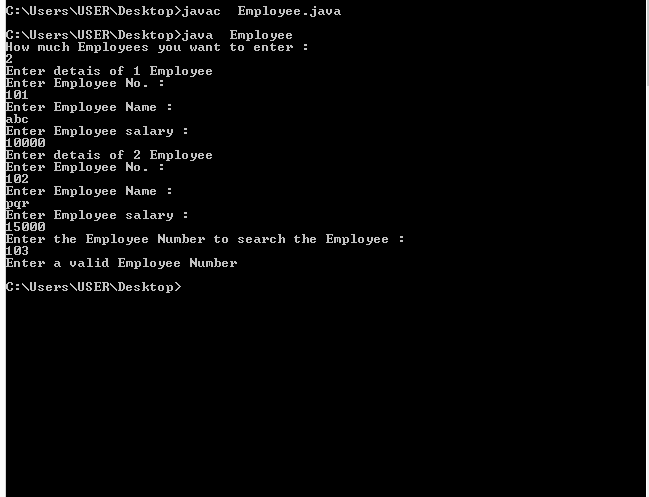 C:\Users\USER\Desktop>javac  Employee.java
C:\Users\USER\Desktop>java  Employee
How much Employees you want to enter :
2
Enter detais of 1 Employee
Enter Employee No. :
101
Enter Employee Name :
abc
Enter Employee salary :
10000
Enter detais of 2 Employee
Enter Employee No. :
102
Enter Employee Name :
pqr
Enter Employee salary :
15000
Enter the Employee Number to search the Employee :
103
Enter a valid Employee Number
C:\Users\USER\Desktop>